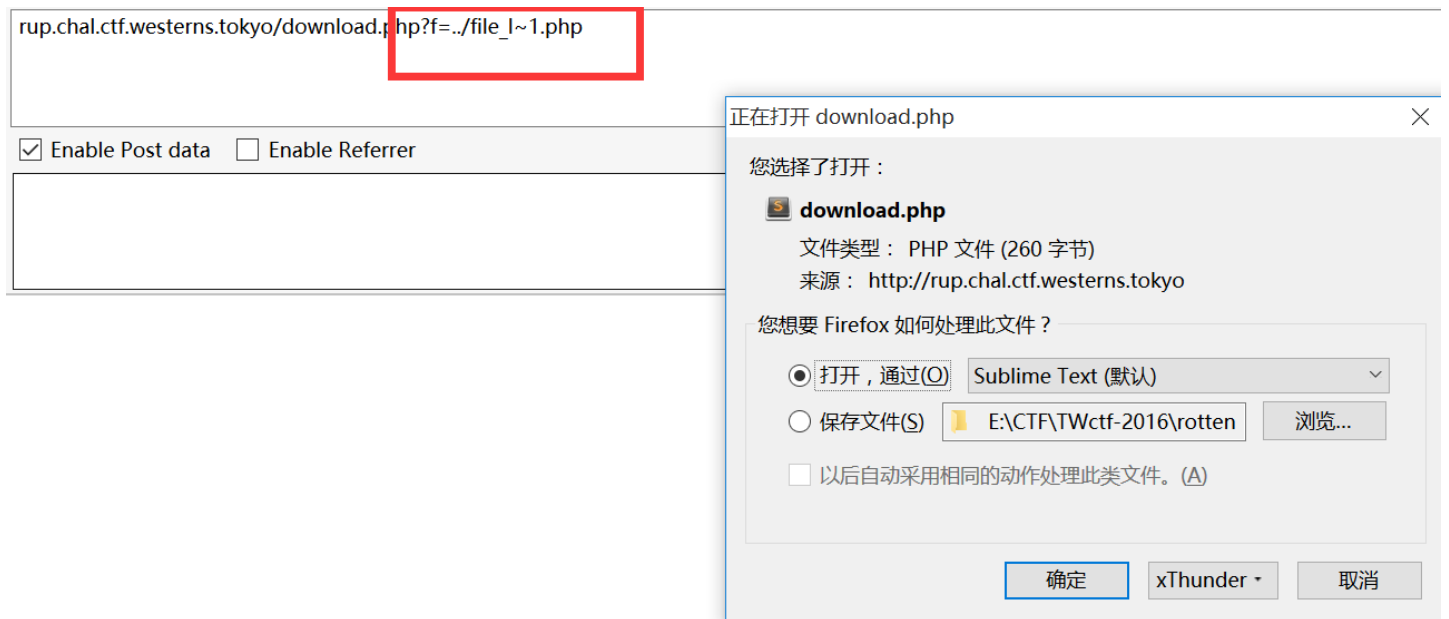 rup.chal.ctf.westerns.tokyo/download.php?f=../file_l~1.php
Enable Post data Enable Referrer
正在打开 download.php
您选择了打开：
download.php
文件类型： PHP 文件 (260 字节)
来源： http://rup.chal.ctf.westerns.tokyo
您想要 Firefox 如何处理此文件？
打开，通过(O) Sublime Text (默认)
保存文件(S) E:\CTF\TWctf-2016\rotten 浏览...
以后自动采用相同的动作处理此类文件。(A)
确定 xThunder 取消